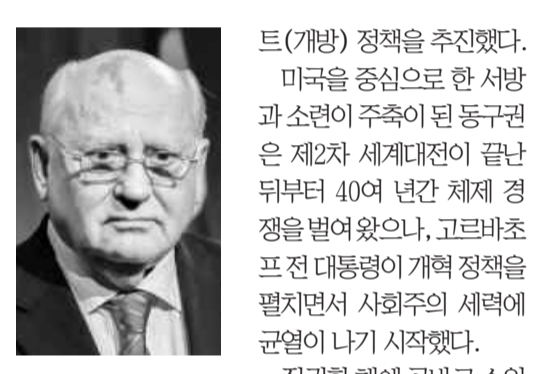 트(개방) 정책을 추진했다.
미국을 중심으로 한 서방
과 소련이 주축이 된 동구권
은 제2차 세계대전이 끝난
뒤부터 40여 년간 체제 경
쟁을 벌여 왔으나, 고르바초
프 전 대통령이 개혁 정책을
펼치면서 사회주의 세력에
균열이 나기 시작했다.